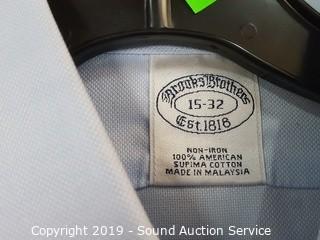 Brooks Brothers
15-32
Est. 1818
NON-IRON
100% AMERICAN
SUPIMA COTTON
MADE IN MALAYSIA
Copyright 2019 - Sound Auction Service